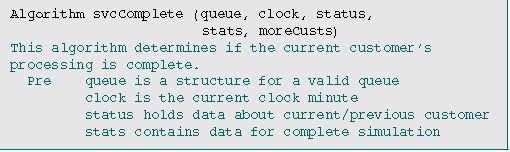 Algorithm svcComplete (queue, clock, status,
stats, moreCusts)
This algorithm determines if the current customer's
processing is complete.
Pre queue is a structure for a valid queue
clock is the current clock minute
status holds data about current/previous customer
stats contains data for complete simulation